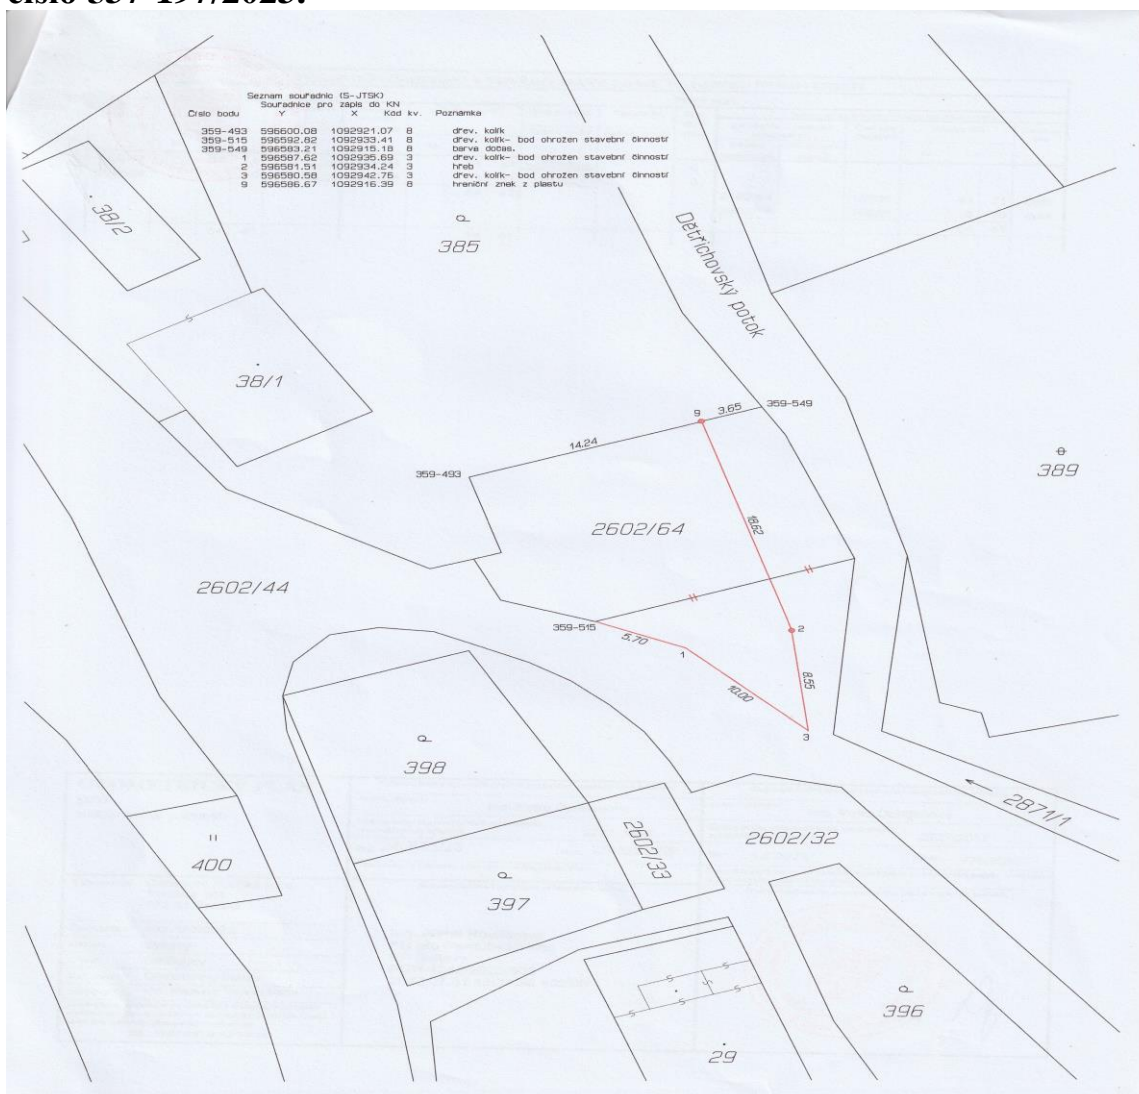 číslo 357-197/2023.
Seznam souřadnic (S-JTSK)
Souřadnice pro zápis do KN
Číslo bodu Y X Kód kv. Poznámka
359-493 596600.08 1092921.07 8 dřev. kolík
359-515 596592.82 1092933.41 8 dřev. kolík- bod ohrožen stavební činností
359-549 596583.21 1092915.18 8 barva dočas.
1 596587.62 1092935.69 3 dřev. kolík- bod ohrožen stavební činností
2 596581.51 1092934.24 3 hřeb
3 596580.58 1092942.76 3 dřev. kolík- bod ohrožen stavební činností
9 596586.67 1092916.39 8 hraniční znak z plastu
38/2
385
Dětřichovský potok
38/1
9
3.65
359-549
14.24
359-493
389
2602/64
16.62
2602/44
359-515
5.70
2
1
8.55
10.00
3
398
2871/1
2602/33
2602/32
400
397
396
29